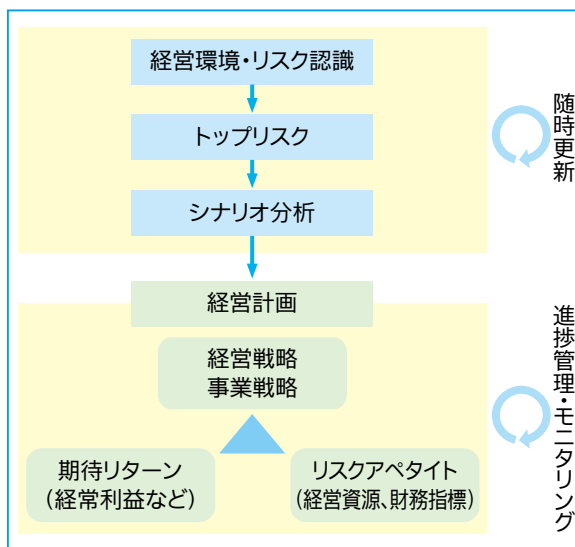 経営環境・リスク認識
トップリスク
シナリオ分析
随時更新
経営計画
経営戦略
事業戦略
期待リターン
（経常利益など）
リスクアペタイト
（経営資源、財務指標）
進捗管理・モニタリング